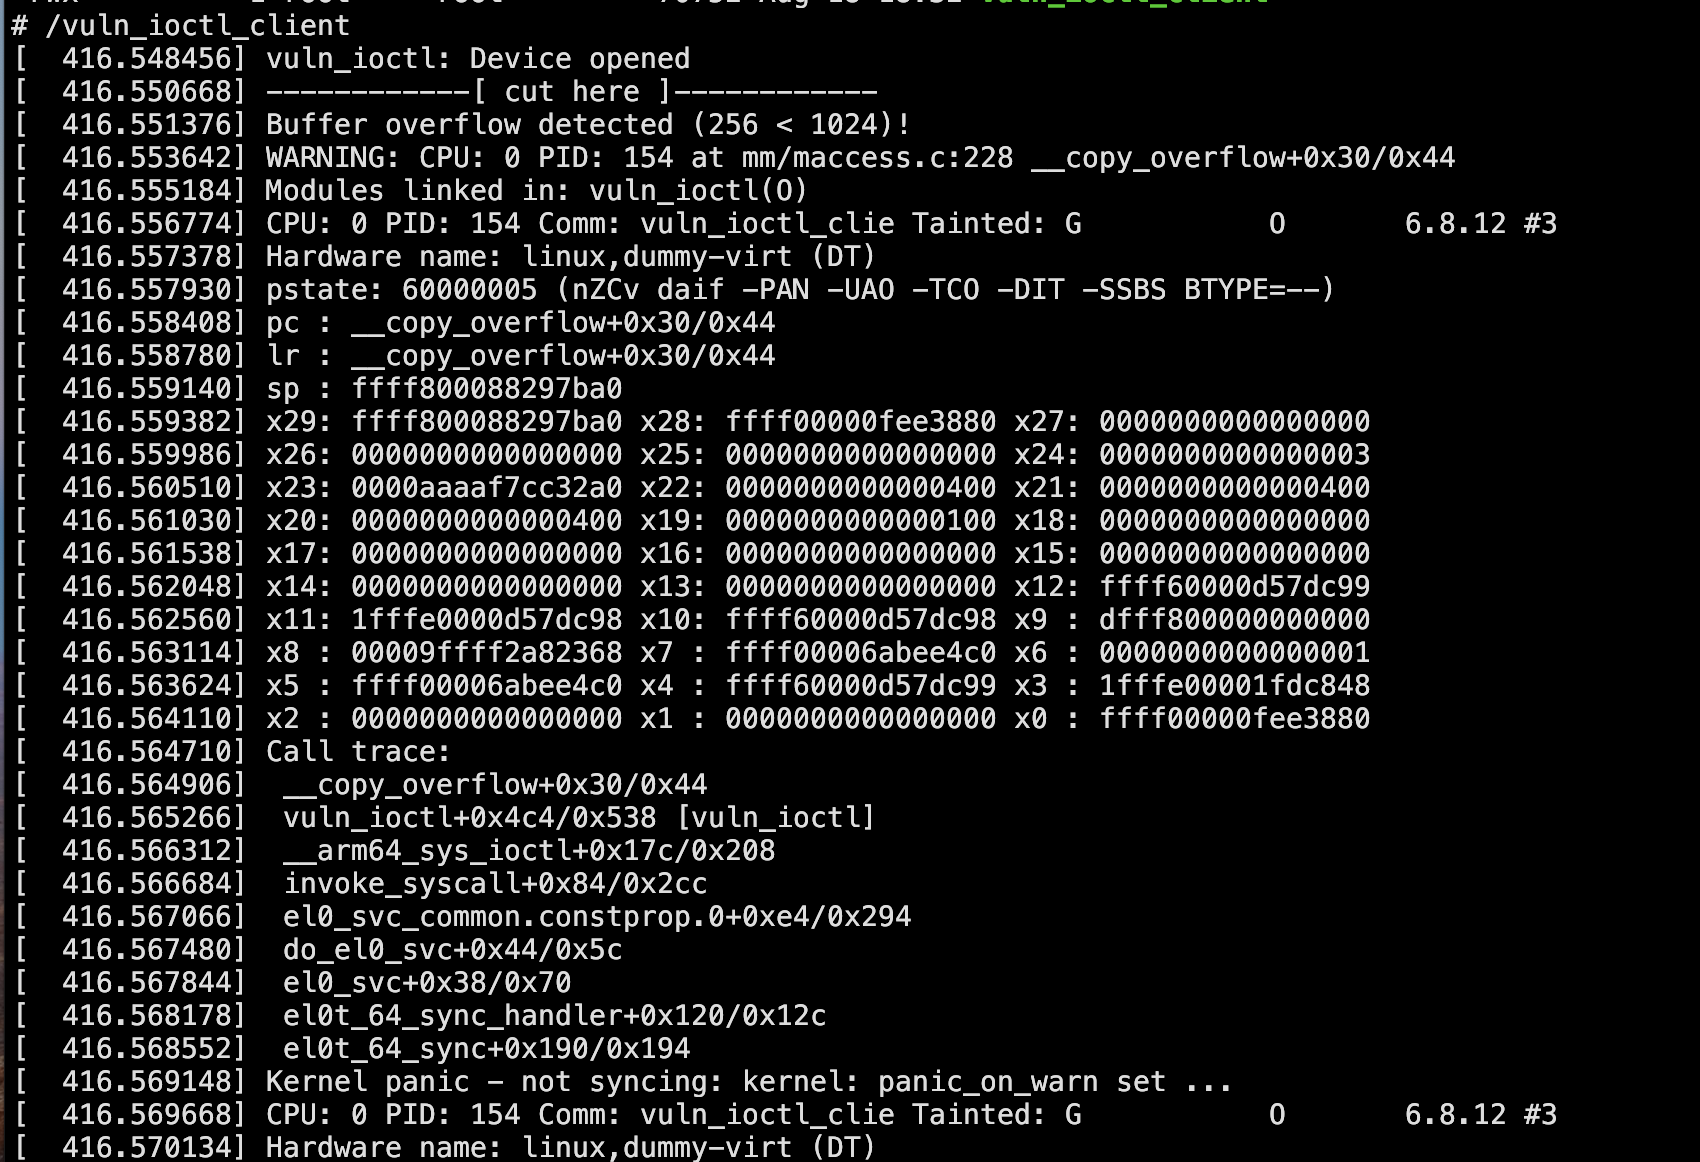 # /vuln_ioctl_client
[  416.548456] vuln_ioctl: Device opened
[  416.550668] ------------[ cut here ]------------
[  416.551376] Buffer overflow detected (256 < 1024)!
[  416.553642] WARNING: CPU: 0 PID: 154 at mm/maccess.c:228 __copy_overflow+0x30/0x44
[  416.555184] Modules linked in: vuln_ioctl(O)
[  416.556774] CPU: 0 PID: 154 Comm: vuln_ioctl_clie Tainted: G           O       6.8.12 #3
[  416.557378] Hardware name: linux,dummy-virt (DT)
[  416.557930] pstate: 60000005 (nZCv daif -PAN -UAO -TCO -DIT -SSBS BTYPE=--)
[  416.558408] pc : __copy_overflow+0x30/0x44
[  416.558780] lr : __copy_overflow+0x30/0x44
[  416.559140] sp : ffff800088297ba0
[  416.559382] x29: ffff800088297ba0 x28: ffff00000fee3880 x27: 0000000000000000
[  416.559986] x26: 0000000000000000 x25: 0000000000000000 x24: 0000000000000003
[  416.560510] x23: 0000aaaaf7cc32a0 x22: 0000000000000400 x21: 0000000000000400
[  416.561030] x20: 0000000000000400 x19: 0000000000000100 x18: 0000000000000000
[  416.561538] x17: 0000000000000000 x16: 0000000000000000 x15: 0000000000000000
[  416.562048] x14: 0000000000000000 x13: 0000000000000000 x12: ffff60000d57dc99
[  416.562560] x11: 1fffe0000d57dc98 x10: ffff60000d57dc98 x9 : dfff800000000000
[  416.563114] x8 : 00009ffff2a82368 x7 : ffff00006abee4c0 x6 : 0000000000000001
[  416.563624] x5 : ffff00006abee4c0 x4 : ffff60000d57dc99 x3 : 1fffe00001fdc848
[  416.564110] x2 : 0000000000000000 x1 : 0000000000000000 x0 : ffff00000fee3880
[  416.564710] Call trace:
[  416.564906]  __copy_overflow+0x30/0x44
[  416.565266]  vuln_ioctl+0x4c4/0x538 [vuln_ioctl]
[  416.566312]  __arm64_sys_ioctl+0x17c/0x208
[  416.566684]  invoke_syscall+0x84/0x2cc
[  416.567066]  el0_svc_common.constprop.0+0xe4/0x294
[  416.567480]  do_el0_svc+0x44/0x5c
[  416.567844]  el0_svc+0x38/0x70
[  416.568178]  el0t_64_sync_handler+0x120/0x12c
[  416.568552]  el0t_64_sync+0x190/0x194
[  416.569148] Kernel panic - not syncing: kernel: panic_on_warn set ...
[  416.569668] CPU: 0 PID: 154 Comm: vuln_ioctl_clie Tainted: G           O       6.8.12 #3
[  416.570134] Hardware name: linux,dummy-virt (DT)